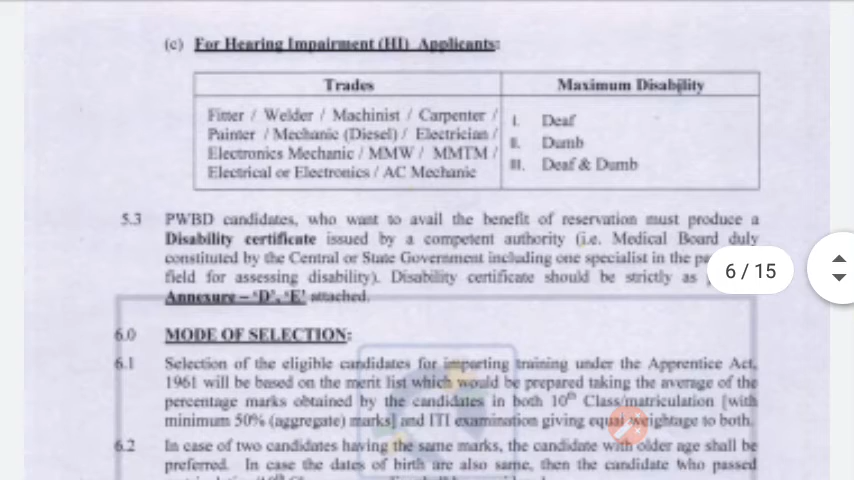 (c) For Hearing Impairment (HI) Applicants:
Trades
Maximum Disability
Fitter / Welder / Machinist / Carpenter /
Painter / Mechanic (Diesel) / Electrician /
Electronics Mechanic / MMW / MMTM /
Electrical or Electronics / AC Mechanic
I. Deaf
II. Dumb
III. Deaf & Dumb
5.3 PWBD candidates, who want to avail the benefit of reservation must produce a
Disability certificate issued by a competent authority (i.e. Medical Board duly
constituted by the Central or State Government including one specialist in the
field for assessing disability). Disability certificate should be strictly as
Annexure – 'D', 'E' attached.
6 / 15
6.0 MODE OF SELECTION:
6.1 Selection of the eligible candidates for imparting training under the Apprentice Act,
1961 will be based on the merit list which would be prepared taking the average of the
percentage marks obtained by the candidates in both 10th Class/matriculation [with
minimum 50% (aggregate) marks] and ITI examination giving equal weightage to both.
6.2 In case of two candidates having the same marks, the candidate with older age shall be
preferred. In case the dates of birth are also same, then the candidate who passed